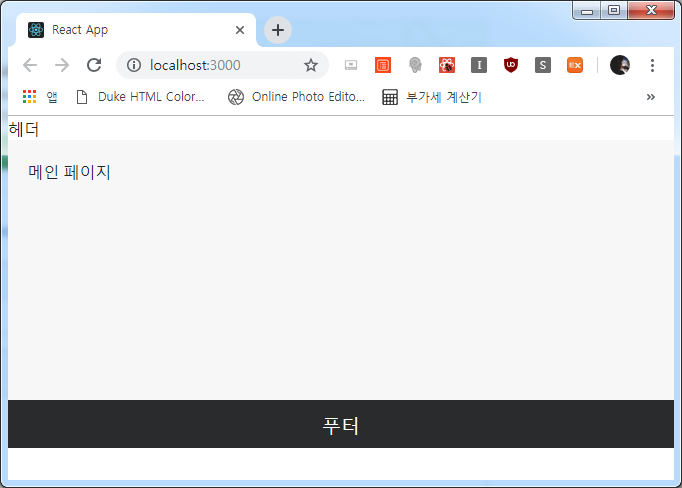 React App
localhost:3000
앱 Duke HTML Color... Online Photo Edito... 부가세 계산기 »
헤더
메인 페이지
푸터